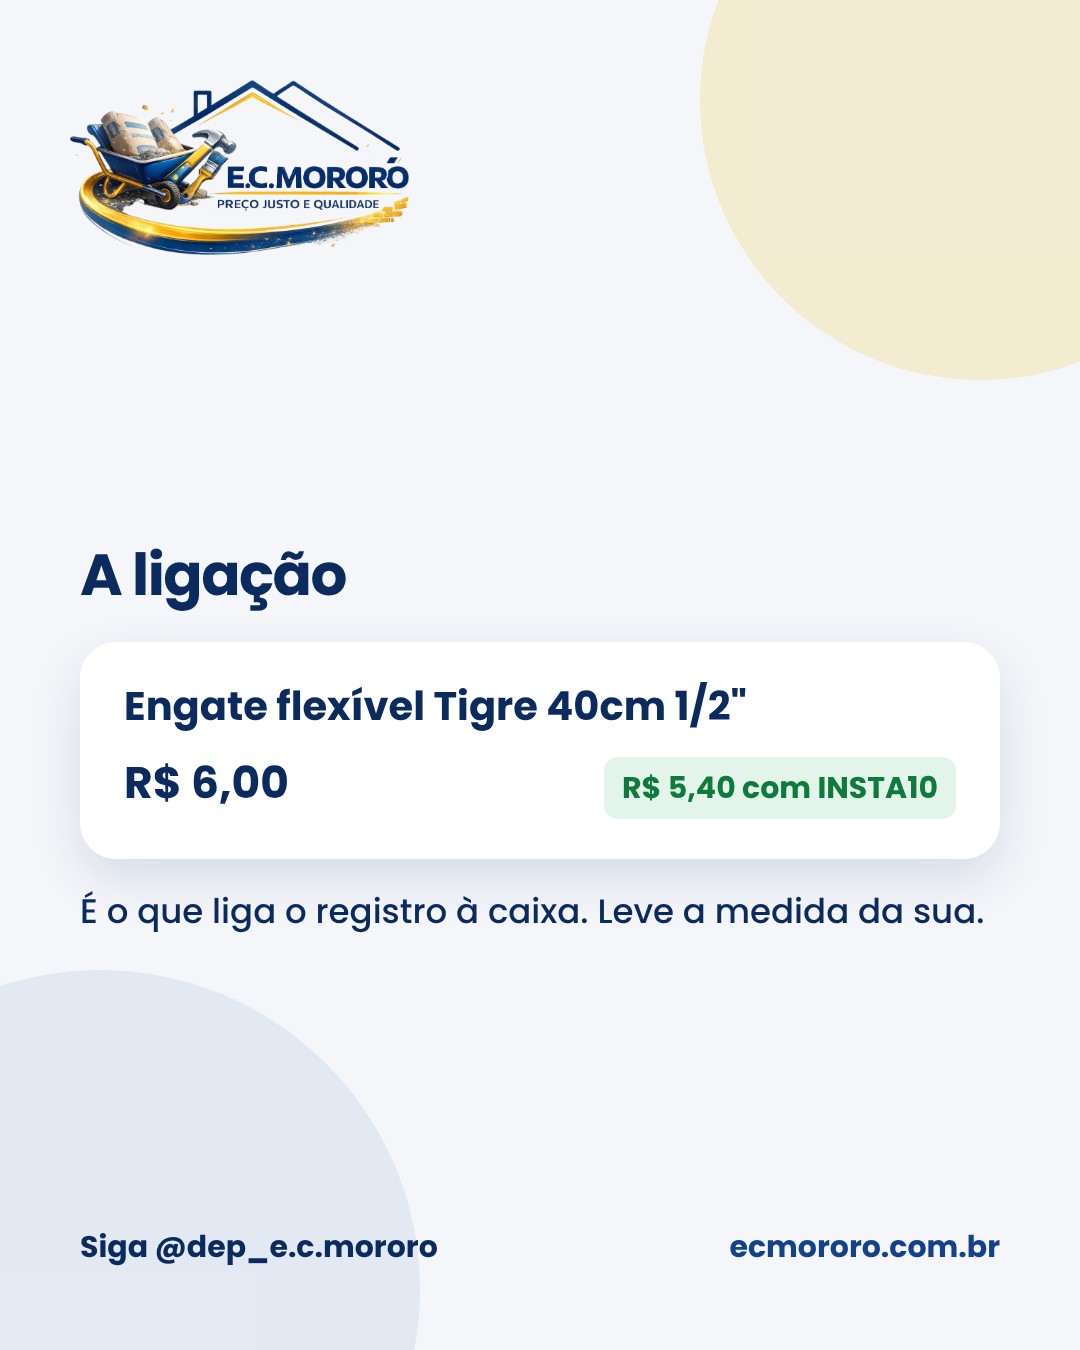 E.C.MORORÓ
PREÇO JUSTO E QUALIDADE
A ligação
Engate flexível Tigre 40cm 1/2"
R$ 6,00
R$ 5,40 com INSTA10
É o que liga o registro à caixa. Leve a medida da sua.
Siga @dep_e.c.mororo
ecmororo.com.br